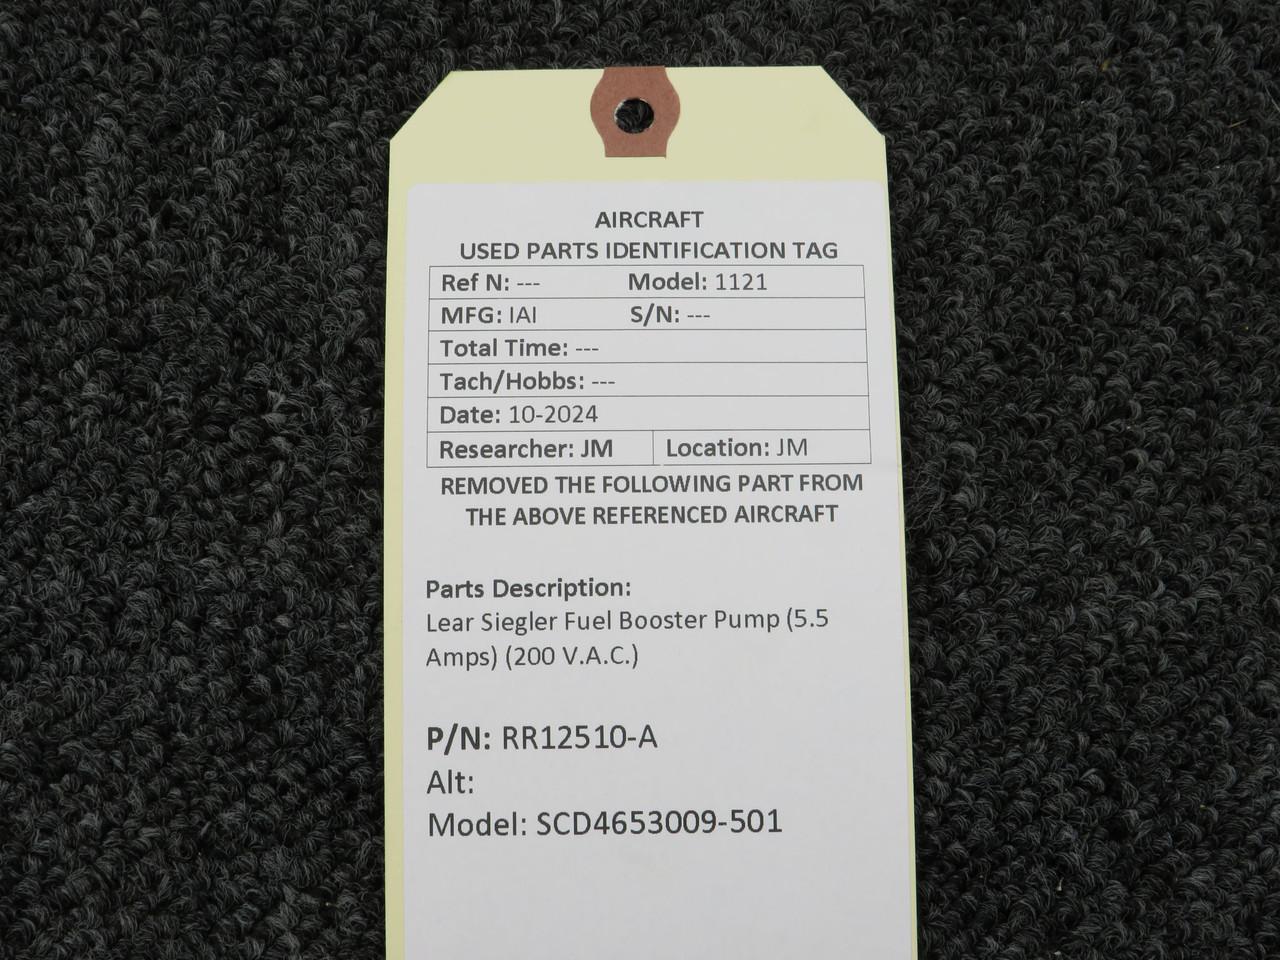 AIRCRAFT
USED PARTS IDENTIFICATION TAG
Ref N: --- Model: 1121
MFG: IAI S/N: ---
Total Time: ---
Tach/Hobbs: ---
Date: 10-2024
Researcher: JM Location: JM
REMOVED THE FOLLOWING PART FROM
THE ABOVE REFERENCED AIRCRAFT
Parts Description:
Lear Siegler Fuel Booster Pump (5.5
Amps) (200 V.A.C.)
P/N: RR12510-A
Alt:
Model: SCD4653009-501